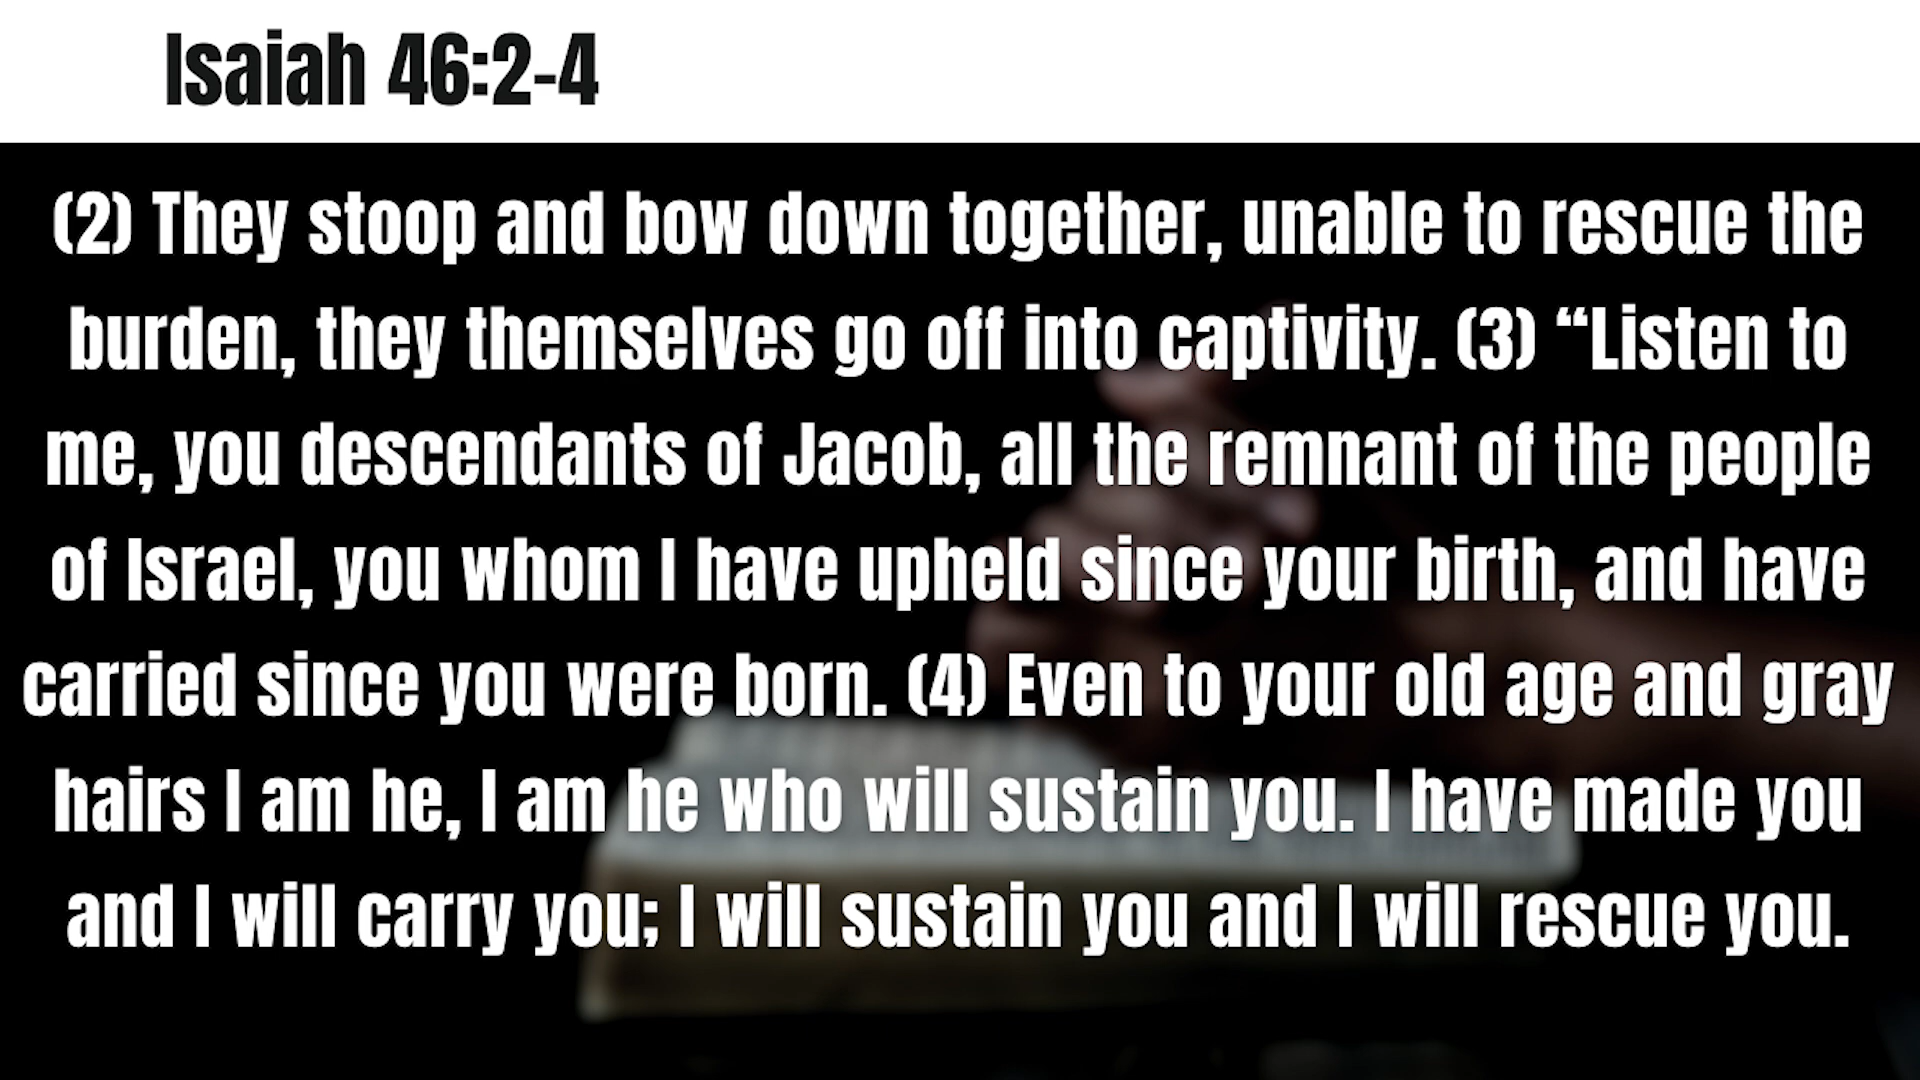 Isaiah 46:2-4
(2) They stoop and bow down together, unable to rescue the
burden, they themselves go off into captivity. (3) “Listen to
me, you descendants of Jacob, all the remnant of the people
of Israel, you whom I have upheld since your birth, and have
carried since you were born. (4) Even to your old age and gray
hairs I am he, I am he who will sustain you. I have made you
and I will carry you; I will sustain you and I will rescue you.